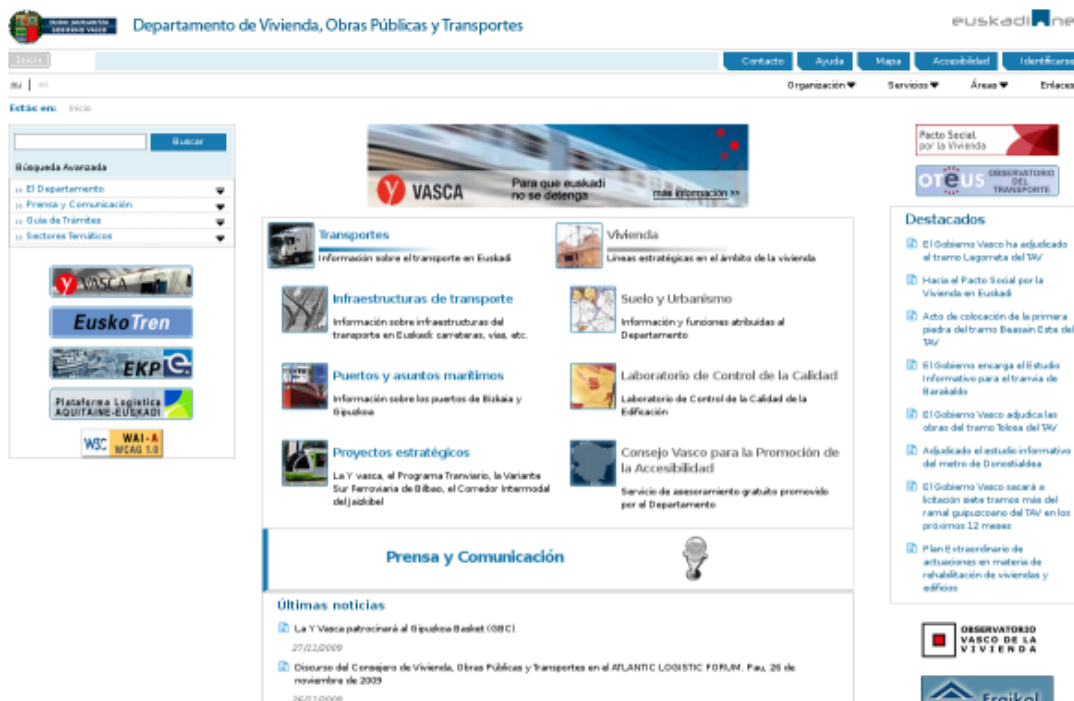 EUSKO JAURLARITZA
GOBIERNO VASCO
Departamento de Vivienda, Obras Públicas y Transportes
euskadi.ne
Inicio
Contacto
Ayuda
Mapa
Accesibilidad
Identificarse
eu | es
Organización
Servicios
Áreas
Enlaces
Estás en: Inicio
Buscar
Búsqueda Avanzada
El Departamento
Prensa y Comunicación
Guía de Trámites
Sectores Temáticos
y VASCA
EuskoTren
EKP
Plataforma Logística
AQUITAINE-EUSKADI
W3C WAI-A
WCAG 1.0
y VASCA
Para que euskadi
no se detenga
más información >>
Transportes
Información sobre el transporte en Euskadi
Vivienda
Líneas estratégicas en el ámbito de la vivienda
Infraestructuras de transporte
Información sobre infraestructuras del
transporte en Euskadi: carreteras, vías, etc.
Suelo y Urbanismo
Información y funciones atribuidas al
Departamento
Puertos y asuntos marítimos
Información sobre los puertos de Bizkaia y
Gipuzkoa
Laboratorio de Control de la Calidad
Laboratorio de Control de la Calidad de la
Edificación
Proyectos estratégicos
La Y vasca, el Programa Tranviario, la Variante
Sur Ferroviaria de Bilbao, el Corredor Intermodal
del Jaizkibel
Consejo Vasco para la Promoción de
la Accesibilidad
Servicio de asesoramiento gratuito promovido
por el Departamento
Prensa y Comunicación
Últimas noticias
La Y Vasca patrocinará al Gipuzkoa Basket (GBC)
27/11/2009
Discurso del Consejero de Vivienda, Obras Públicas y Transportes en el ATLANTIC LOGISTIC FORUM. Pau, 26 de
noviembre de 2009
26/11/2009
Pacto Social
por la Vivienda
OTEUS OBSERVATORIO
DEL
TRANSPORTE
Destacados
El Gobierno Vasco ha adjudicado
el tramo Legorreta del TAV
Hacia el Pacto Social por la
Vivienda en Euskadi
Acto de colocación de la primera
piedra del tramo Beasain Este del
TAV
El Gobierno encarga el Estudio
Informativo para el tranvía de
Barakaldo
El Gobierno Vasco adjudica las
obras del tramo Tolosa del TAV
Adjudicado el estudio informativo
del metro de Donostialdea
El Gobierno Vasco sacará a
licitación siete tramos más del
ramal guipuzcoano del TAV en los
próximos 12 meses
Plan Extraordinario de
actuaciones en materia de
rehabilitación de viviendas y
edificios
OBSERVATORIO
VASCO DE LA
VIVIENDA
Eraikal